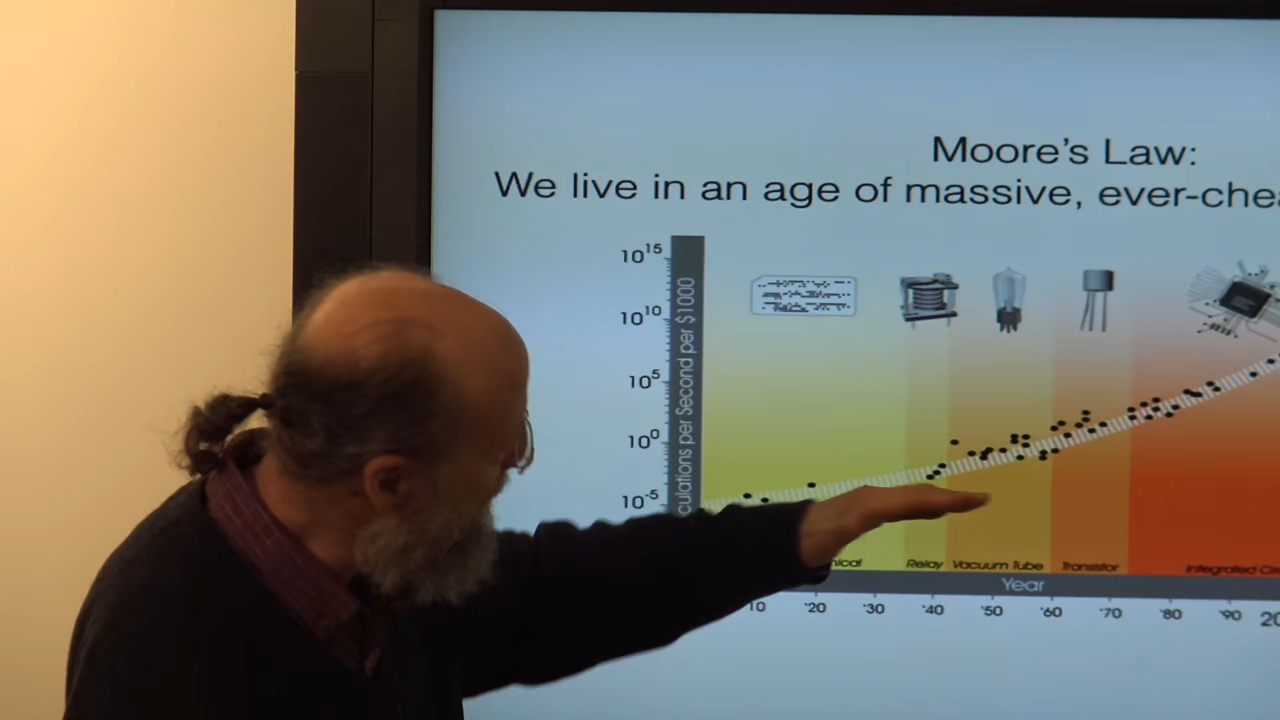 Moore's Law:
We live in an age of massive, ever-chea
10^15
10^10
10^5
10^0
10^-5
culations per Second per $1000
nical
Relay
Vacuum Tube
Transistor
Integrated Cir
Year
10 '20 '30 '40 '50 '60 '70 '80 '90 20